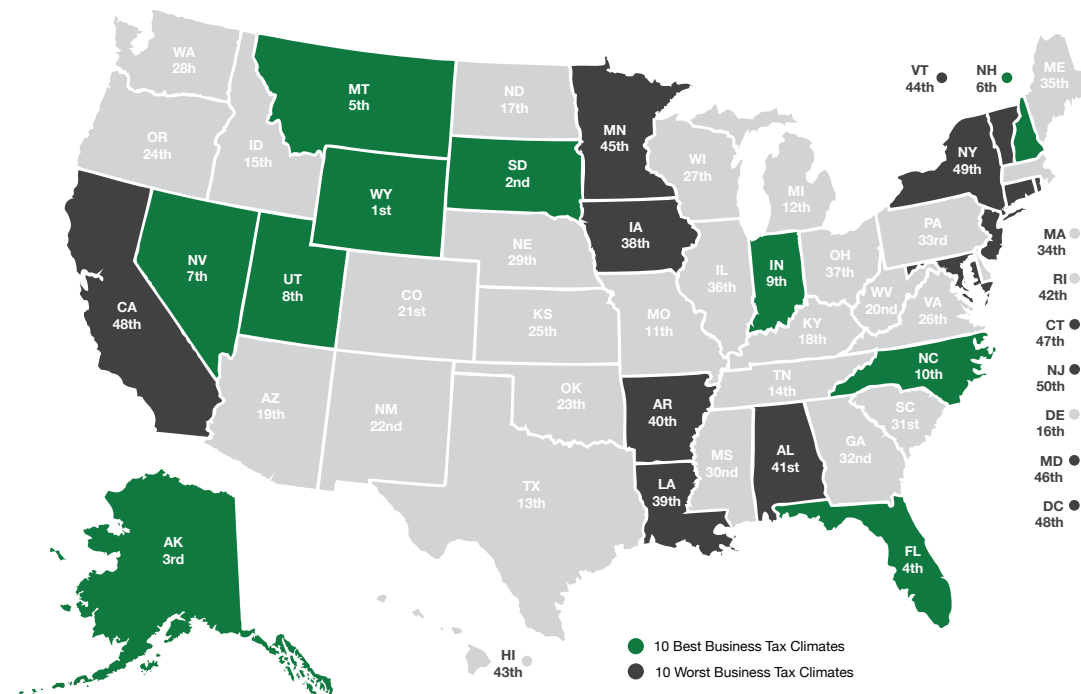 WA
28h
OR
24th
ID
15th
MT
5th
ND
17th
MN
45th
WI
27th
MI
12th
VT
44th
NH
6th
ME
35th
NY
49th
SD
2nd
WY
1st
IA
38th
NE
29th
NV
7th
UT
8th
CA
48th
CO
21st
KS
25th
MO
11th
IL
36th
IN
9th
OH
37th
PA
33rd
WV
20nd
VA
26th
KY
18th
NC
10th
TN
14th
SC
31st
AZ
19th
NM
22nd
OK
23th
AR
40th
MS
30nd
AL
41st
GA
32nd
TX
13th
LA
39th
FL
4th
AK
3rd
HI
43th
MA
34th
RI
42th
CT
47th
NJ
50th
DE
16th
MD
46th
DC
48th
10 Best Business Tax Climates
10 Worst Business Tax Climates